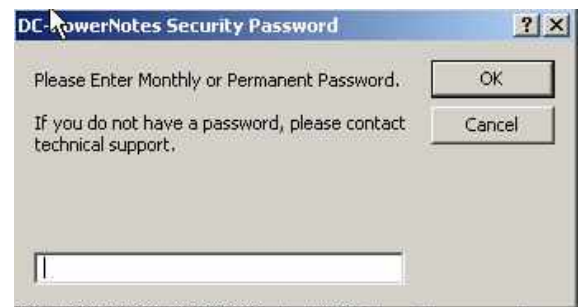 DC-PowerNotes Security Password
Please Enter Monthly or Permanent Password.
OK
If you do not have a password, please contact
technical support.
Cancel